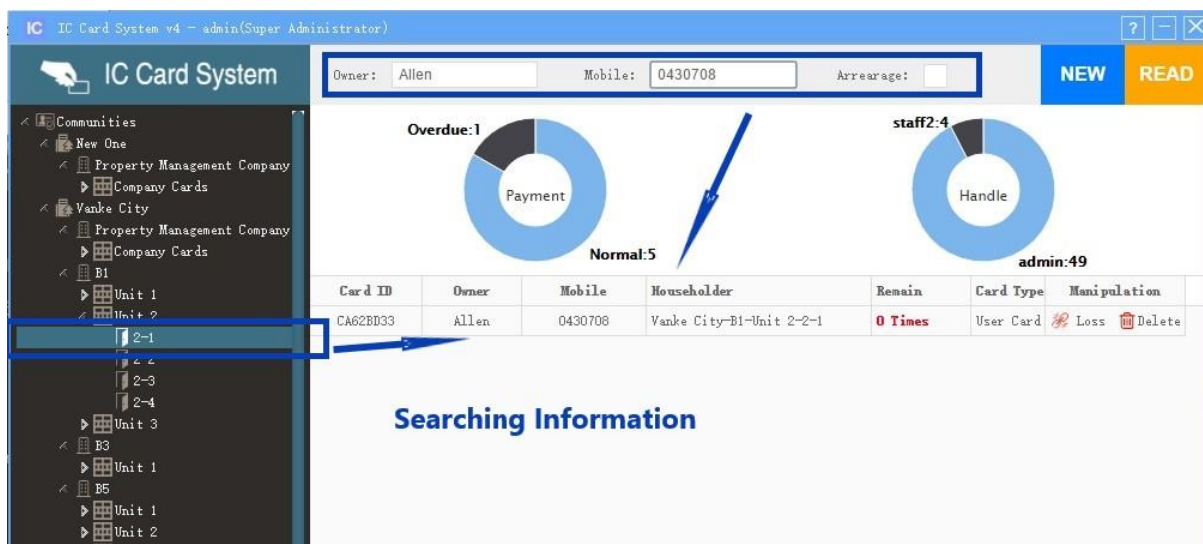 IC IC Card System v4 - admin(Super Administrator) ?
IC Card System
Owner: Allen Mobile: 0430708 Arrearage: NEW READ
Communities
New One
Property Management Company
Company Cards
Vanke City
Property Management Company
Company Cards
B1
Unit 1
Unit 2
2-1
2-2
2-3
2-4
Unit 3
B3
Unit 1
B5
Unit 1
Unit 2
Overdue:1
Payment
Normal:5
staff2:4
Handle
admin:49
Card ID Owner Mobile Householder Remain Card Type Manipulation
CA62BD33 Allen 0430708 Vanke City-B1-Unit 2-2-1 0 Times User Card Loss Delete
Searching Information